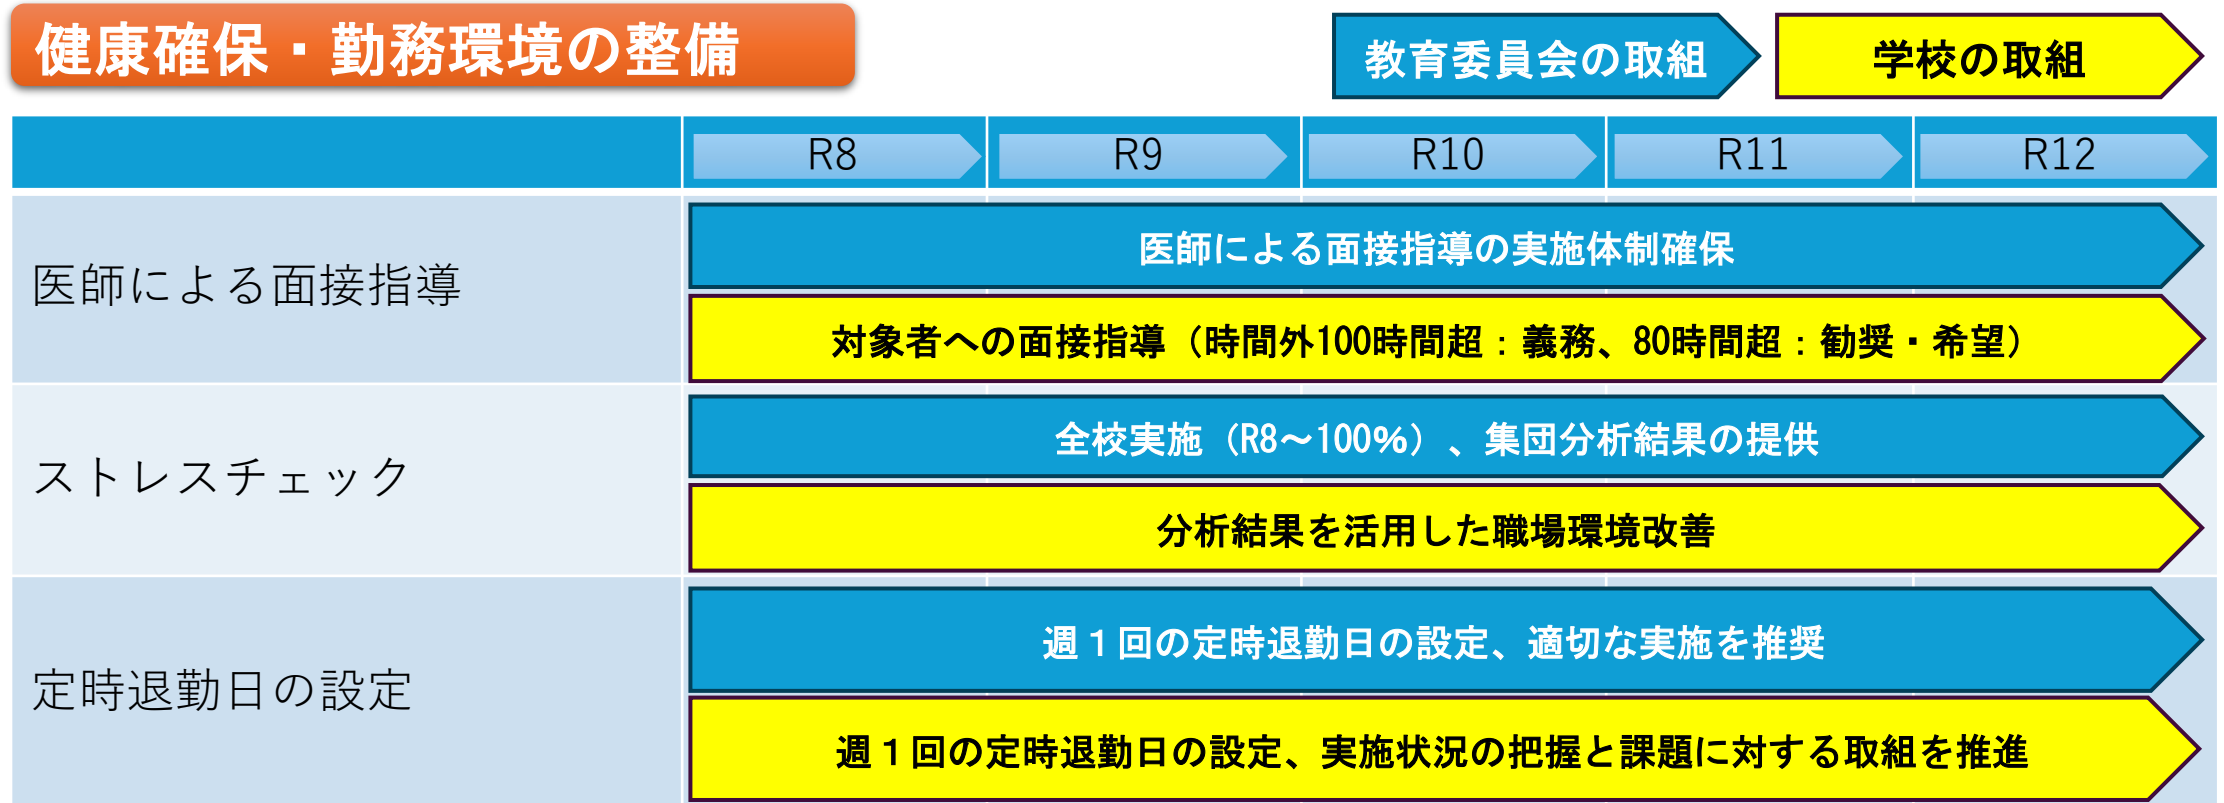 健康確保・勤務環境の整備
教育委員会の取組
学校の取組
R8
R9
R10
R11
R12
医師による面接指導
医師による面接指導の実施体制確保
対象者への面接指導（時間外100時間超：義務、80時間超：勧奨・希望）
ストレスチェック
全校実施（R8～100%）、集団分析結果の提供
分析結果を活用した職場環境改善
定時退勤日の設定
週１回の定時退勤日の設定、適切な実施を推奨
週１回の定時退勤日の設定、実施状況の把握と課題に対する取組を推進